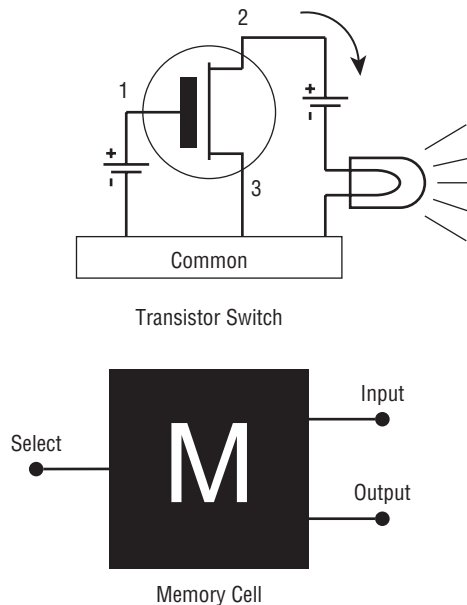 2
1
+
-
+
-
3
Common
Transistor Switch
Input
Select
M
Output
Memory Cell